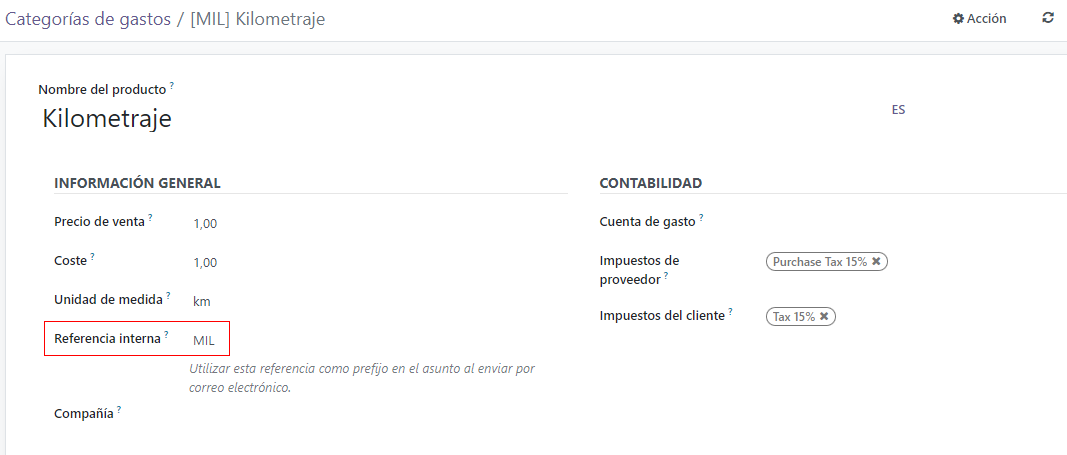 Categorías de gastos / [MIL] Kilometraje
Acción
Nombre del producto ?
Kilometraje
ES
INFORMACIÓN GENERAL
Precio de venta ? 1,00
Coste ? 1,00
Unidad de medida ? km
Referencia interna ? MIL
Utilizar esta referencia como prefijo en el asunto al enviar por
correo electrónico.
Compañía ?
CONTABILIDAD
Cuenta de gasto ?
Impuestos de
proveedor ?
Purchase Tax 15% ✖
Impuestos del cliente ? Tax 15% ✖